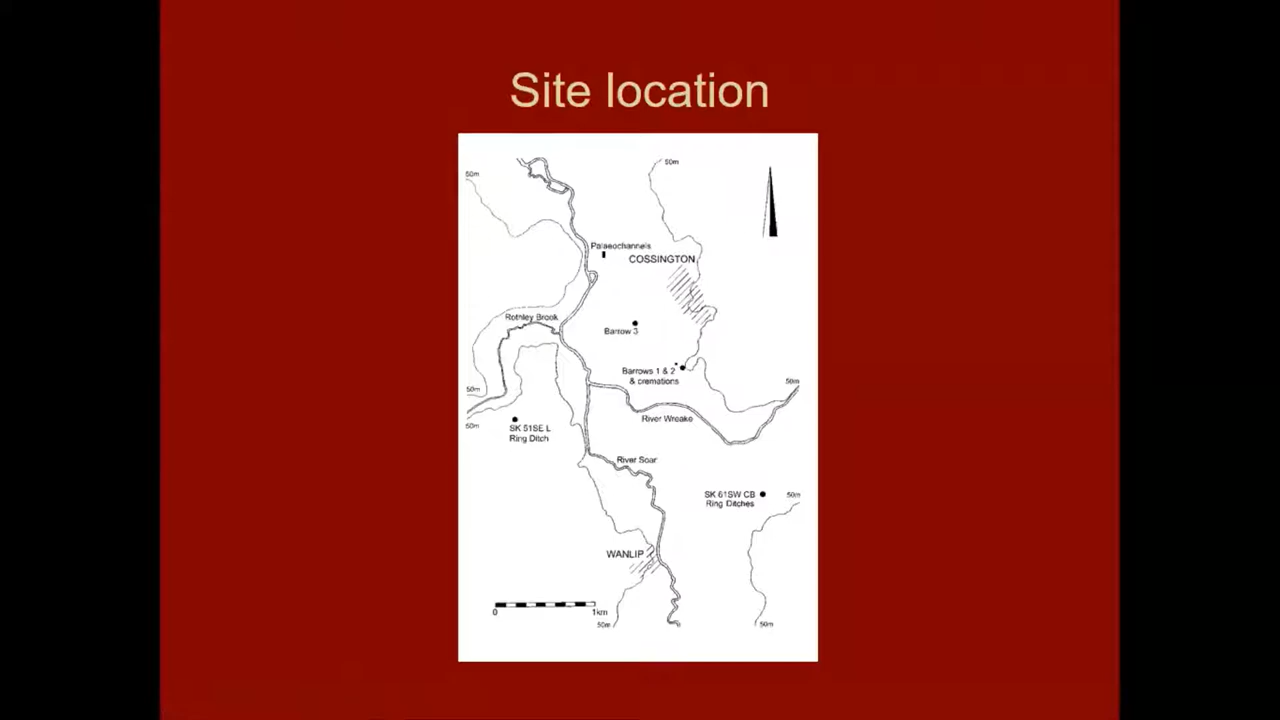 Site location
50m
50m
Palaeochannels
COSSINGTON
Rothley Brook
Barrow 3
Barrows 1 & 2
& cremations
50m
50m
River Wreake
50m
SK 51SE L
Ring Ditch
River Soar
SK 61SW CB
Ring Ditches
50m
WANLIP
0
1km
50m
50m